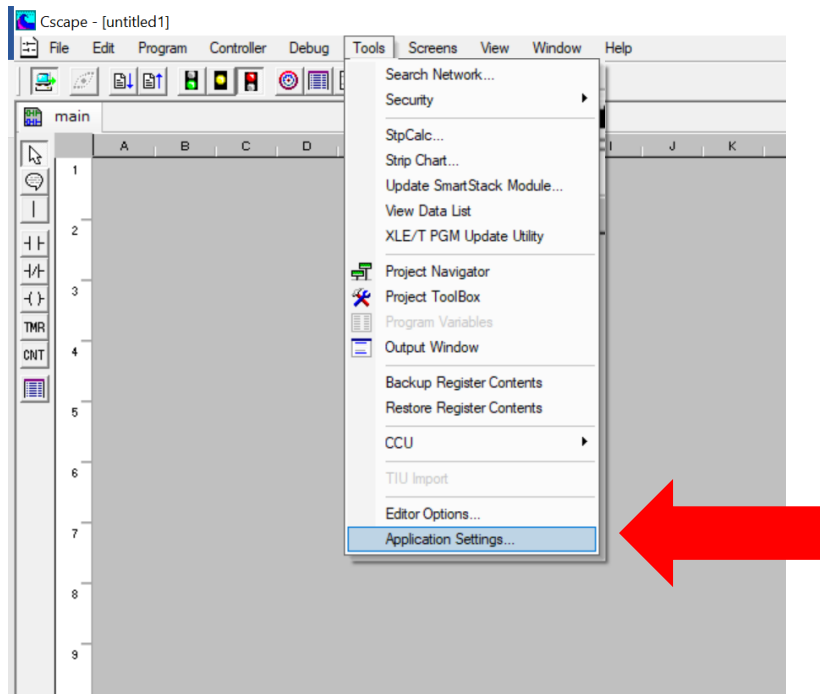 Cscape - [untitled1]
File Edit Program Controller Debug Tools Screens View Window Help
main
A B C D I J K
Search Network...
Security
StpCalc...
Strip Chart...
Update SmartStack Module...
View Data List
XLE/T PGM Update Utility
Project Navigator
Project ToolBox
Program Variables
Output Window
Backup Register Contents
Restore Register Contents
CCU
TIU Import
Editor Options...
Application Settings...
TMR
CNT
1
2
3
4
5
6
7
8
9